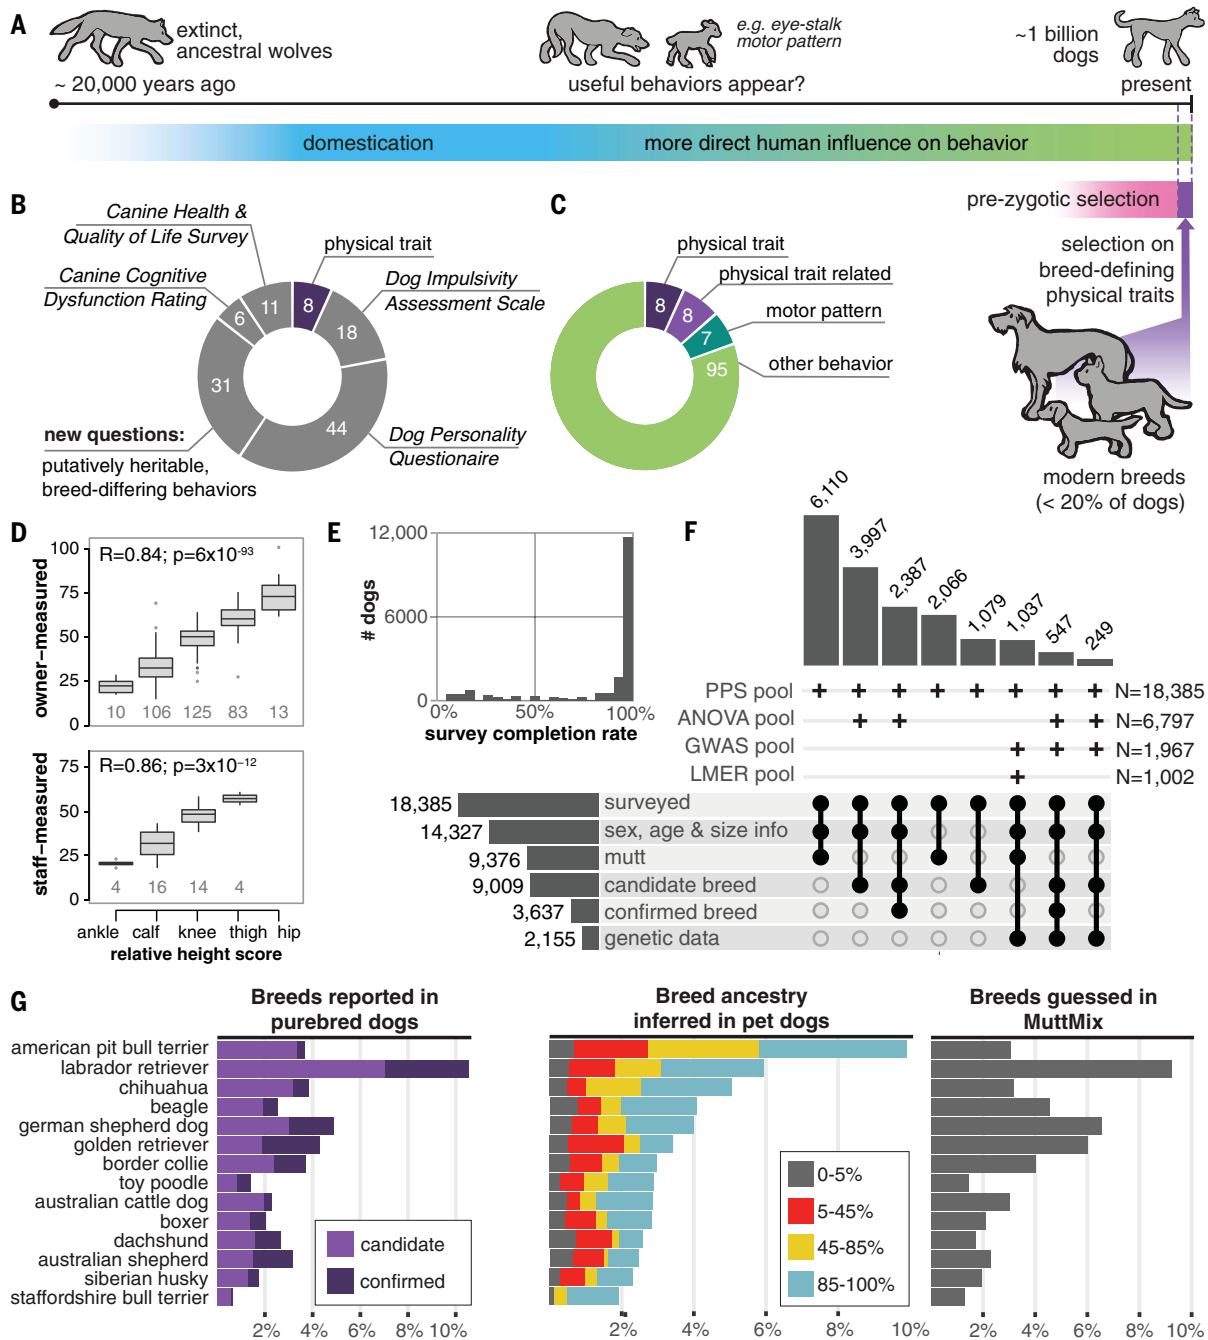 A
extinct,
ancestral wolves
e.g. eye-stalk
motor pattern
~1 billion
dogs
~ 20,000 years ago
useful behaviors appear?
present
domestication
more direct human influence on behavior
pre-zygotic selection
selection on
breed-defining
physical traits
modern breeds
(< 20% of dogs)
B
Canine Health &
Quality of Life Survey
physical trait
Canine Cognitive
Dysfunction Rating
Dog Impulsivity
Assessment Scale
8
11
6
18
31
44
new questions:
putatively heritable,
breed-differing behaviors
Dog Personality
Questionaire
C
physical trait
physical trait related
motor pattern
other behavior
8
8
7
95
D
owner−measured
100
75
50
25
0
R=0.84; p=6x10-93
10 106 125 83 13
staff−measured
75
50
25
0
R=0.86; p=3x10−12
4 16 14 4
ankle calf knee thigh hip
relative height score
E
# dogs
12,000
6000
0
0% 50% 100%
survey completion rate
F
6,110 3,997 2,387 2,066 1,079 1,037 547 249
PPS pool N=18,385
ANOVA pool N=6,797
GWAS pool N=1,967
LMER pool N=1,002
18,385 surveyed
14,327 sex, age & size info
9,376 mutt
9,009 candidate breed
3,637 confirmed breed
2,155 genetic data
G
Breeds reported in
purebred dogs
Breed ancestry
inferred in pet dogs
Breeds guessed in
MuttMix
american pit bull terrier
labrador retriever
chihuahua
beagle
german shepherd dog
golden retriever
border collie
toy poodle
australian cattle dog
boxer
dachshund
australian shepherd
siberian husky
staffordshire bull terrier
candidate
confirmed
0-5%
5-45%
45-85%
85-100%
2% 4% 6% 8% 10%
2% 4% 6% 8% 10%
2% 4% 6% 8% 10%